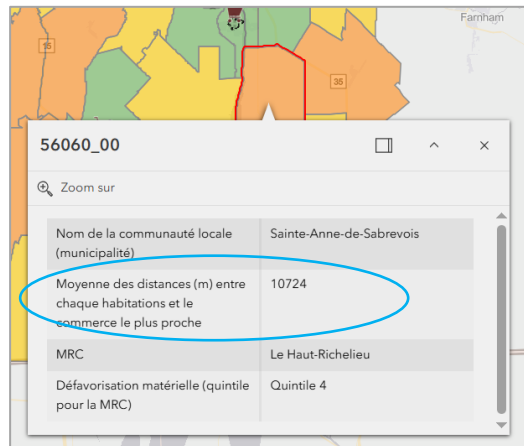 Farnham
15
35
56060_00
Zoom sur
Nom de la communauté locale Sainte-Anne-de-Sabrevois
(municipalité)
Moyenne des distances (m) entre 10724
chaque habitations et le
commerce le plus proche
MRC Le Haut-Richelieu
Défavorisation matérielle (quintile Quintile 4
pour la MRC)